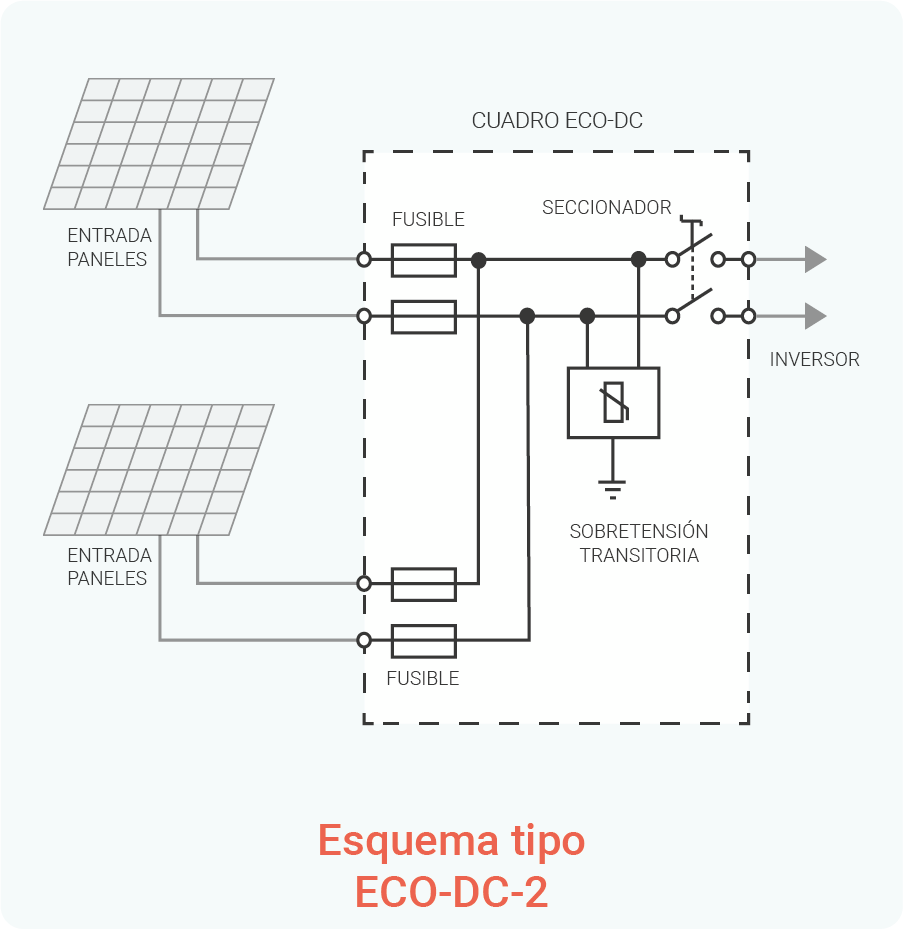 CUADRO ECO-DC
SECCIONADOR
FUSIBLE
ENTRADA
PANELES
INVERSOR
SOBRETENSIÓN
TRANSITORIA
ENTRADA
PANELES
FUSIBLE
Esquema tipo
ECO-DC-2